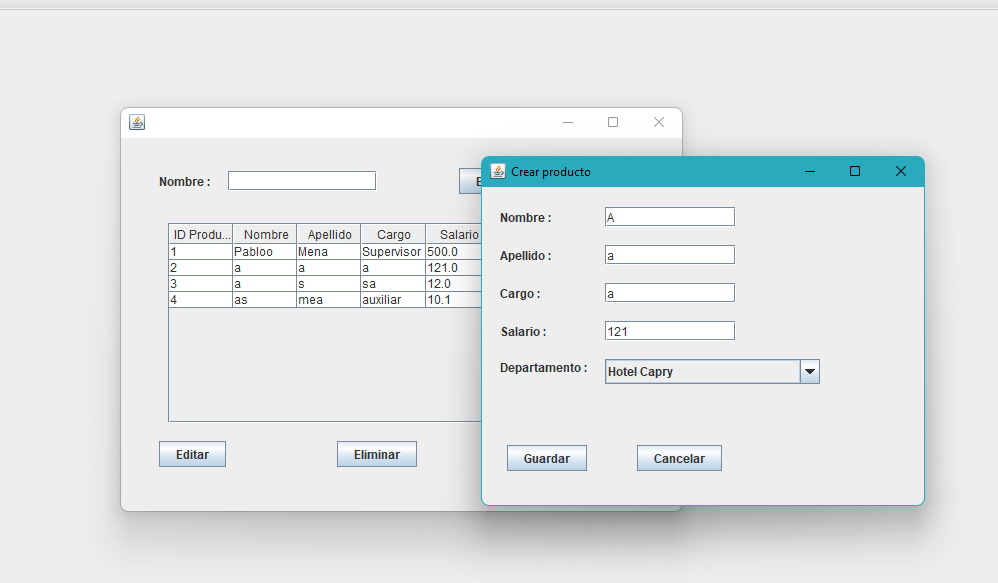 Nombre :
ID Produ... Nombre Apellido Cargo Salario
1 Pabloo Mena Supervisor 500.0
2 a a a 121.0
3 a s sa 12.0
4 as mea auxiliar 10.1
Editar Eliminar
Crear producto
Nombre : A
Apellido : a
Cargo : a
Salario : 121
Departamento : Hotel Capry
Guardar Cancelar